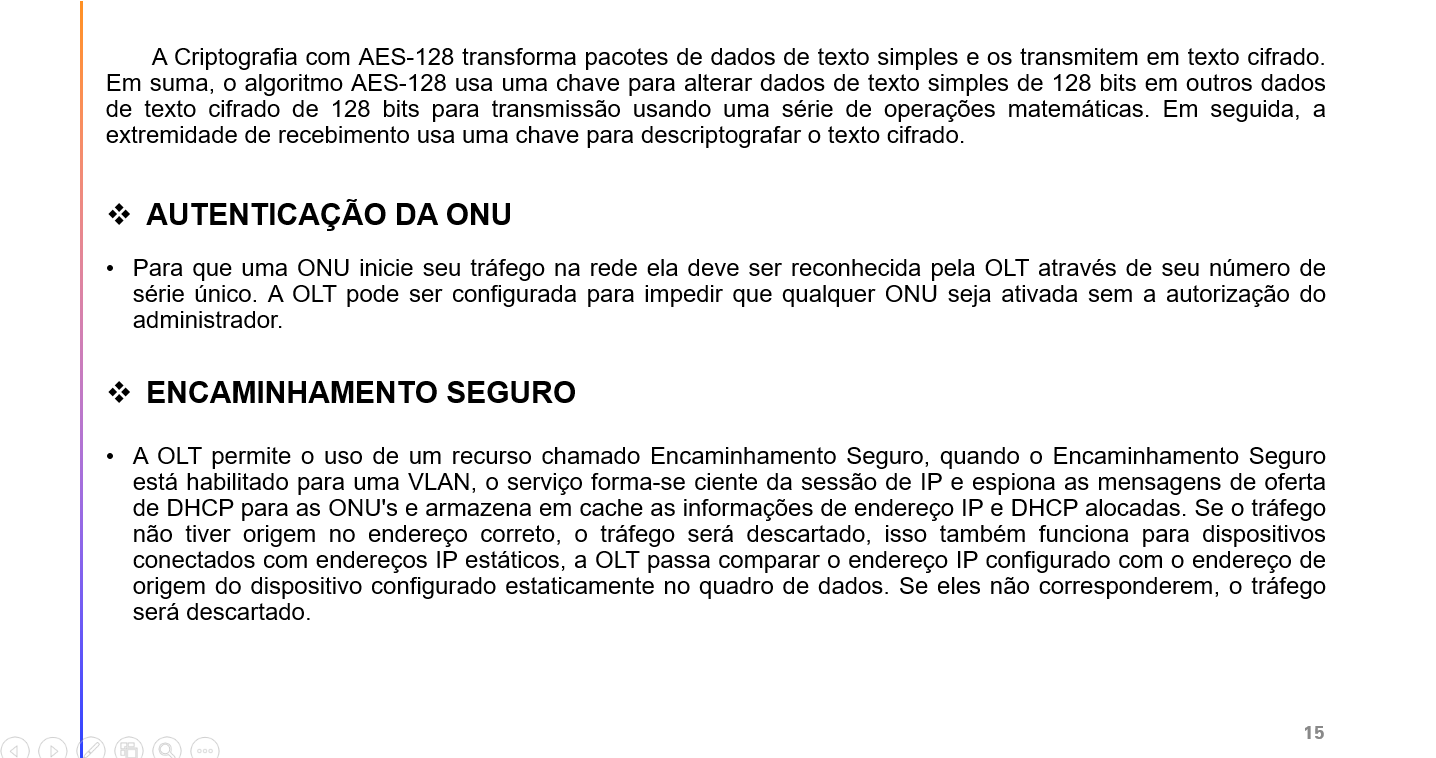 A Criptografia com AES-128 transforma pacotes de dados de texto simples e os transmitem em texto cifrado.
Em suma, o algoritmo AES-128 usa uma chave para alterar dados de texto simples de 128 bits em outros dados
de texto cifrado de 128 bits para transmissão usando uma série de operações matemáticas. Em seguida, a
extremidade de recebimento usa uma chave para descriptografar o texto cifrado.
❖ AUTENTICAÇÃO DA ONU
• Para que uma ONU inicie seu tráfego na rede ela deve ser reconhecida pela OLT através de seu número de
série único. A OLT pode ser configurada para impedir que qualquer ONU seja ativada sem a autorização do
administrador.
❖ ENCAMINHAMENTO SEGURO
• A OLT permite o uso de um recurso chamado Encaminhamento Seguro, quando o Encaminhamento Seguro
está habilitado para uma VLAN, o serviço forma-se ciente da sessão de IP e espiona as mensagens de oferta
de DHCP para as ONU's e armazena em cache as informações de endereço IP e DHCP alocadas. Se o tráfego
não tiver origem no endereço correto, o tráfego será descartado, isso também funciona para dispositivos
conectados com endereços IP estáticos, a OLT passa comparar o endereço IP configurado com o endereço de
origem do dispositivo configurado estaticamente no quadro de dados. Se eles não corresponderem, o tráfego
será descartado.
15